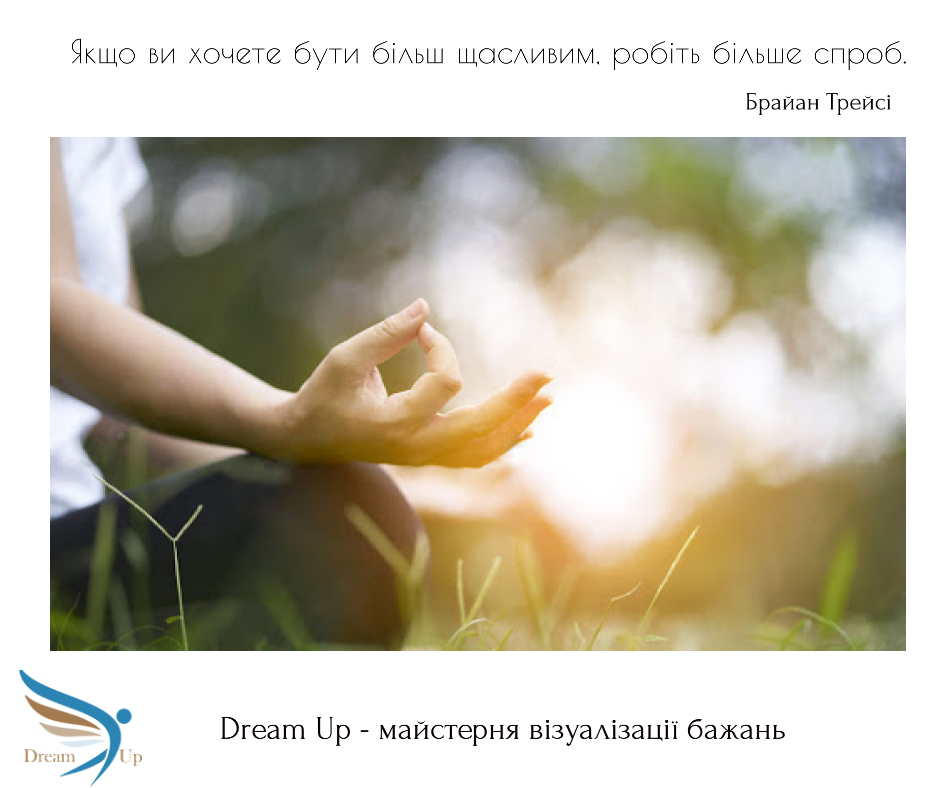 Якщо ви хочете бути більш щасливим, робіть більше спроб.
Брайан Трейсі
Dream Up
Dream Up - майстерня візуалізації бажань